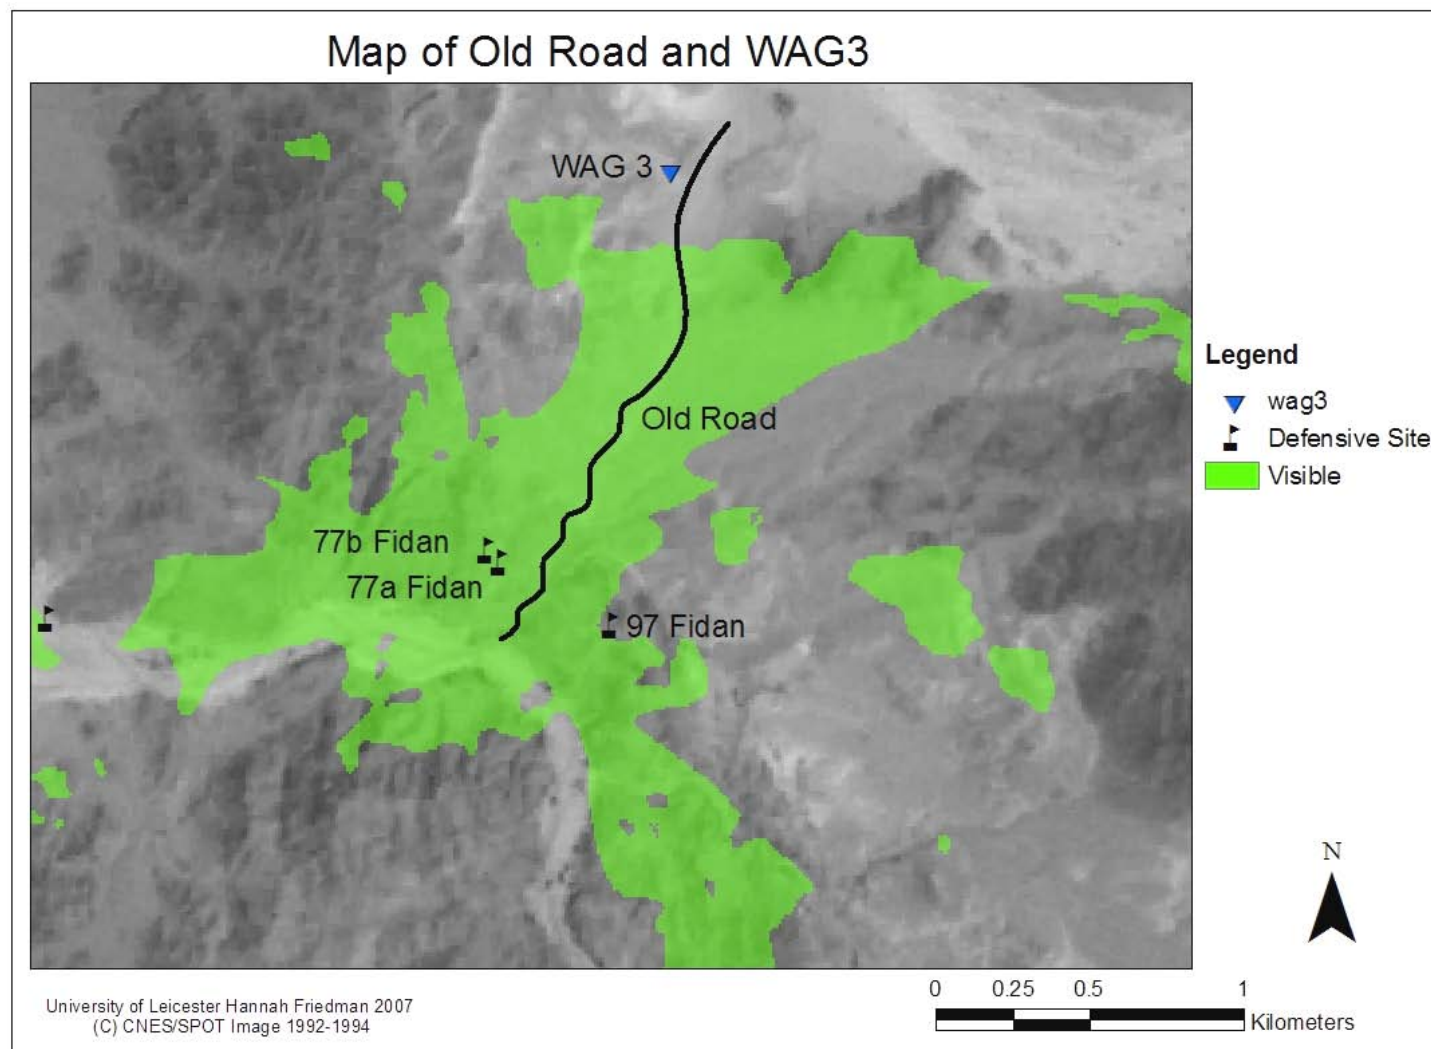 Map of Old Road and WAG3
WAG 3
Old Road
77b Fidan
77a Fidan
97 Fidan
Legend
wag3
Defensive Site
Visible
N
0 0.25 0.5 1
Kilometers
University of Leicester Hannah Friedman 2007
(C) CNES/SPOT Image 1992-1994